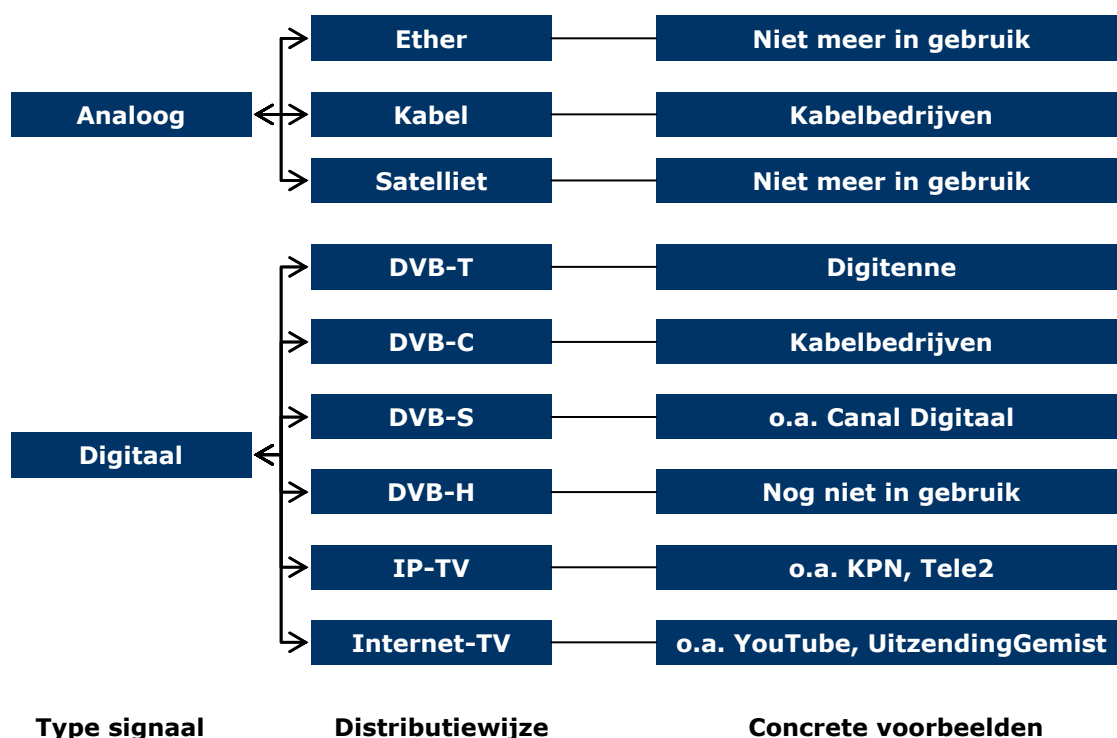 Ether
Niet meer in gebruik
Analoog
Kabel
Kabelbedrijven
Satelliet
Niet meer in gebruik
DVB-T
Digitenne
DVB-C
Kabelbedrijven
DVB-S
o.a. Canal Digitaal
Digitaal
DVB-H
Nog niet in gebruik
IP-TV
o.a. KPN, Tele2
Internet-TV
o.a. YouTube, UitzendingGemist
Type signaal
Distributiewijze
Concrete voorbeelden